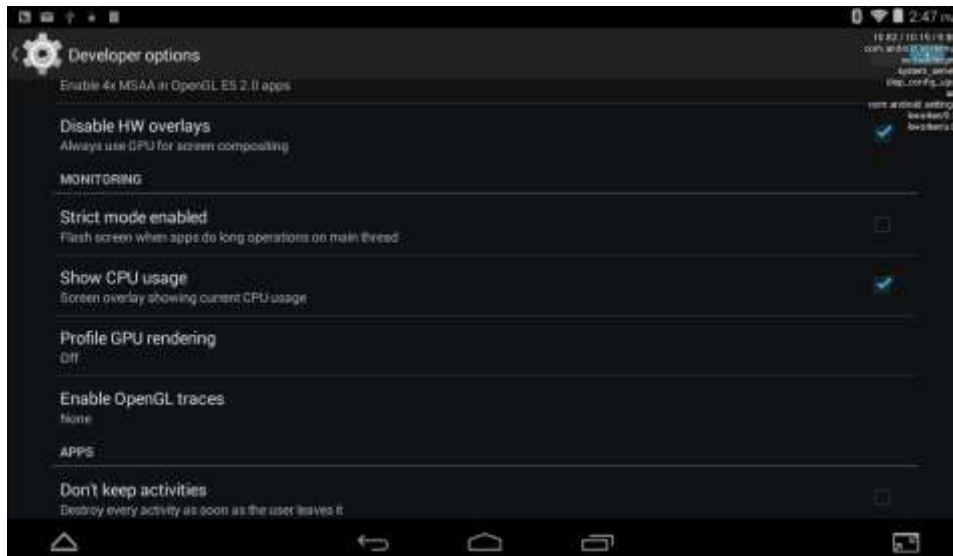 2:47
Developer options
Enable 4x MSAA in OpenGL ES 2.0 apps
Disable HW overlays
Always use GPU for screen compositing
MONITORING
Strict mode enabled
Flash screen when apps do long operations on main thread
Show CPU usage
Screen overlay showing current CPU usage
Profile GPU rendering
Off
Enable OpenGL traces
None
APPS
Don't keep activities
Destroy every activity as soon as the user leaves it